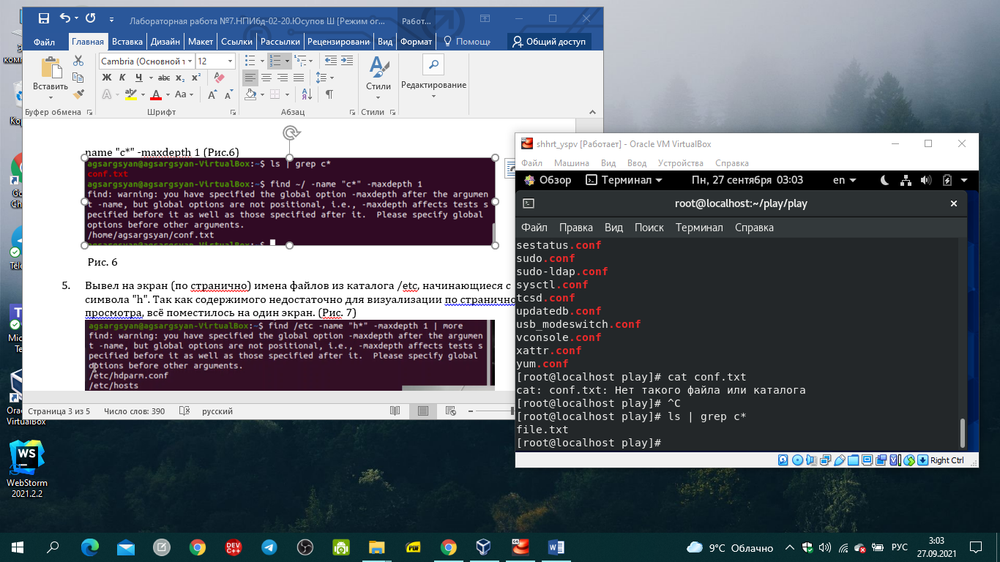 Лабораторная работа №7.НПИбд-02-20.Юсупов Ш [Режим ог...
Работ...
Файл
Главная
Вставка
Дизайн
Макет
Ссылки
Рассылки
Рецензировани
Вид
Формат
Помощь
Общий доступ
Вставить
Cambria (Основной т
12
Ж К Ч abc x₂ x²
Стили
Редактирование
Буфер обмена
Шрифт
Абзац
Стили
name "c*" -maxdepth 1 (Рис.6)
agsargsyan@agsargsyan-VirtualBox:~$ ls | grep c*
conf.txt
agsargsyan@agsargsyan-VirtualBox:~$ find ~/ -name "c*" -maxdepth 1
find: warning: you have specified the global option -maxdepth after the argumen
t -name, but global options are not positional, i.e., -maxdepth affects tests s
pecified before it as well as those specified after it.  Please specify global
options before other arguments.
/home/agsargsyan/conf.txt
agsargsyan@agsargsyan-VirtualBox:~$
Рис. 6
5. Вывел на экран (по странично) имена файлов из каталога /etc, начинающиеся с
символа "h". Так как содержимого недостаточно для визуализации по странично
просмотра, всё поместилось на один экран. (Рис. 7)
agsargsyan@agsargsyan-VirtualBox:~$ find /etc -name "h*" -maxdepth 1 | more
find: warning: you have specified the global option -maxdepth after the argumen
t -name, but global options are not positional, i.e., -maxdepth affects tests s
pecified before it as well as those specified after it.  Please specify global
options before other arguments.
/etc/hdparm.conf
/etc/hosts
Страница 3 из 5
Число слов: 390
русский
shhrt_yspv [Работает] - Oracle VM VirtualBox
Файл Машина Вид Ввод Устройства Справка
Обзор
Терминал
Пн, 27 сентября 03:03
en
root@localhost:~/play/play
Файл Правка Вид Поиск Терминал Справка
sestatus.conf
sudo.conf
sudo-ldap.conf
sysctl.conf
tcsd.conf
updatedb.conf
usb_modeswitch.conf
vconsole.conf
xattr.conf
yum.conf
[root@localhost play]# cat conf.txt
cat: conf.txt: Нет такого файла или каталога
[root@localhost play]# ^C
[root@localhost play]# ls | grep c*
file.txt
[root@localhost play]#
Right Ctrl
VirtualBox
WS
WebStorm
2021.2.2
DEV
C++
PDF
9°C Облачно
РУС
3:03
27.09.2021